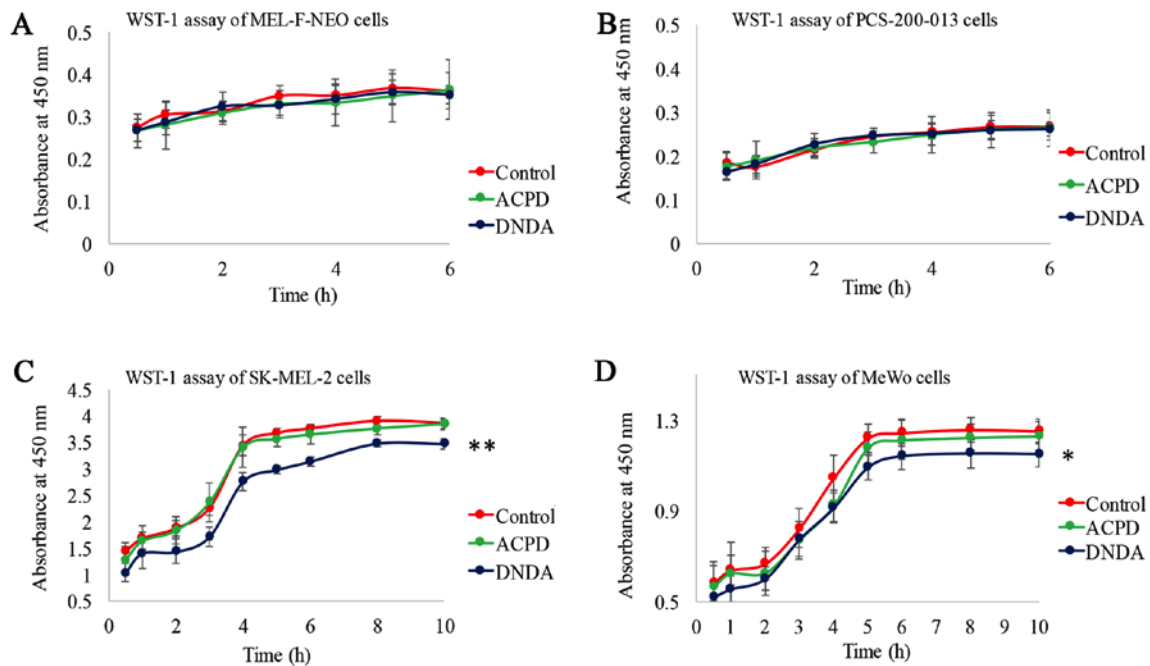 A
WST-1 assay of MEL-F-NEO cells
Absorbance at 450 nm
0.5
0.4
0.3
0.2
0.1
0
0
2
4
6
Time (h)
Control
ACPD
DNDA
B
WST-1 assay of PCS-200-013 cells
Absorbance at 450 nm
0.5
0.4
0.3
0.2
0.1
0
0
2
4
6
Time (h)
Control
ACPD
DNDA
C
WST-1 assay of SK-MEL-2 cells
Absorbance at 450 nm
4.5
4
3.5
3
2.5
2
1.5
1
0.5
0
2
4
6
8
10
Time (h)
**
Control
ACPD
DNDA
D
WST-1 assay of MeWo cells
Absorbance at 450 nm
1.3
0.9
0.5
0
1
2
3
4
5
6
7
8
9
10
Time (h)
*
Control
ACPD
DNDA